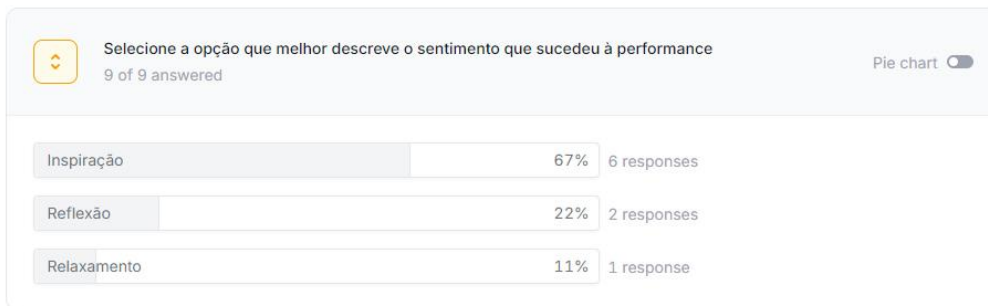 Selecione a opção que melhor descreve o sentimento que sucedeu à performance
9 of 9 answered
Pie chart
Inspiração 67% 6 responses
Reflexão 22% 2 responses
Relaxamento 11% 1 response